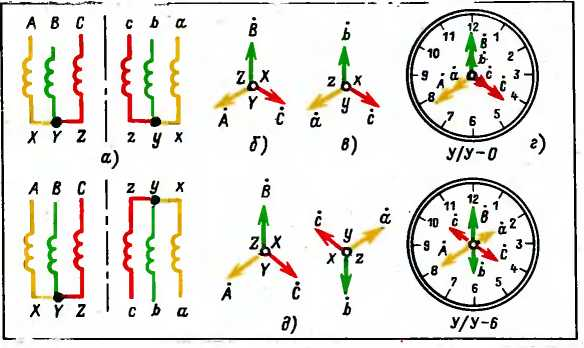 A B C c b a
X Y Z z y x
а)
Ḃ
Z X
Y
Ȧ Ċ
б)
ḃ
z x
y
ȧ ċ
в)
12 1 2 3 4 5 6 7 8 9 10 11
Ḃ
ḃ
Ȧ ȧ ċ Ċ
У/У-0
г)
A B C z y x
X Y Z c b a
Ḃ
Z X
Y
Ȧ Ċ
д)
ċ ȧ
y
x z
ḃ
12 1 2 3 4 5 6 7 8 9 10 11
ċ Ḃ ȧ
Ȧ ḃ Ċ
У/У-6